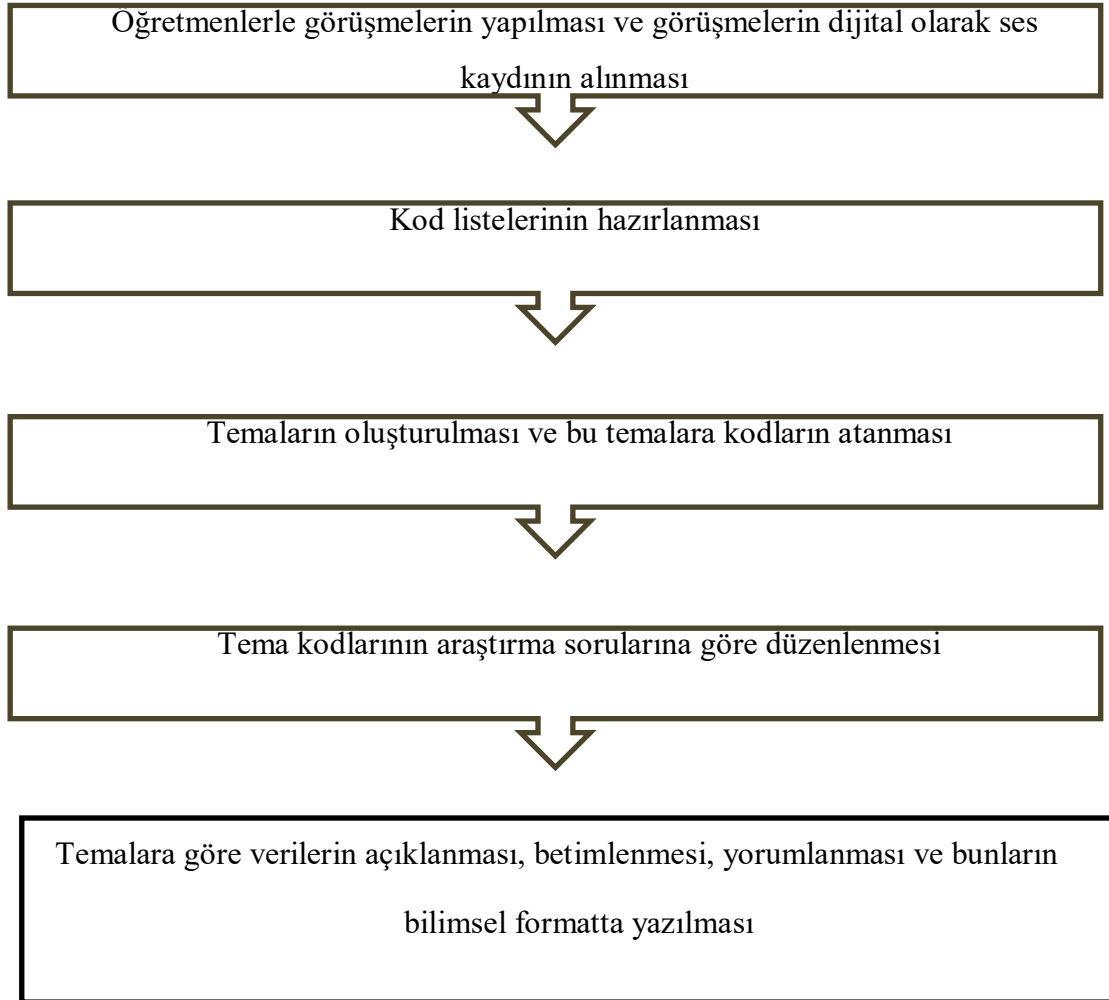 Öğretmenlerle görüşmelerin yapılması ve görüşmelerin dijital olarak ses
kaydının alınması
Kod listelerinin hazırlanması
Temaların oluşturulması ve bu temalara kodların atanması
Tema kodlarının araştırma sorularına göre düzenlenmesi
Temalara göre verilerin açıklanması, betimlenmesi, yorumlanması ve bunların
bilimsel formatta yazılması